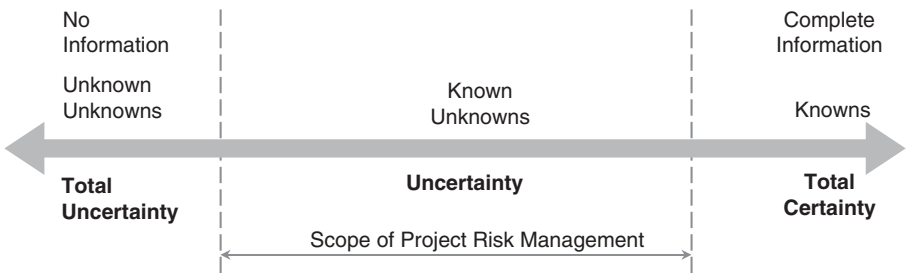 No
Information
Complete
Information
Unknown
Unknowns
Known
Unknowns
Knowns
Total
Uncertainty
Uncertainty
Total
Certainty
Scope of Project Risk Management